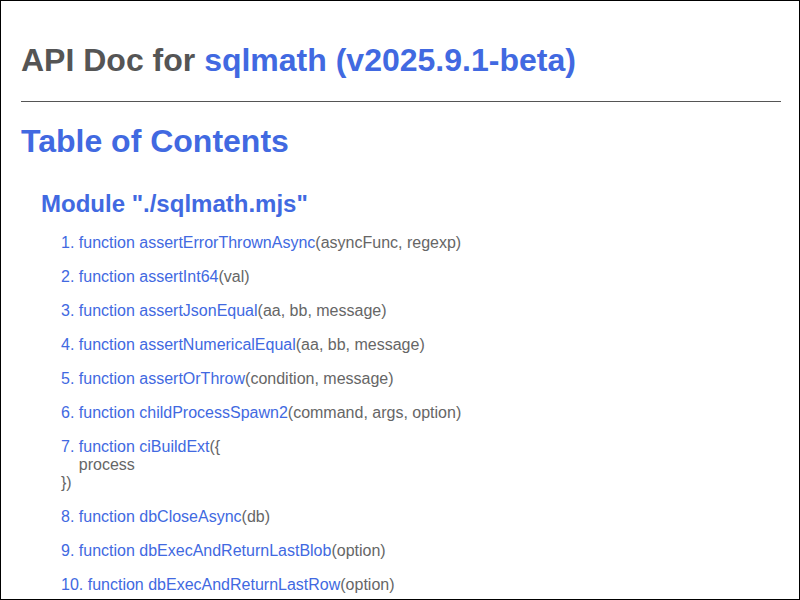 API Doc for sqlmath (v2025.9.1-beta)
Table of Contents
Module "./sqlmath.mjs"
1. function assertErrorThrownAsync(asyncFunc, regexp)
2. function assertInt64(val)
3. function assertJsonEqual(aa, bb, message)
4. function assertNumericalEqual(aa, bb, message)
5. function assertOrThrow(condition, message)
6. function childProcessSpawn2(command, args, option)
7. function ciBuildExt({
process
})
8. function dbCloseAsync(db)
9. function dbExecAndReturnLastBlob(option)
10. function dbExecAndReturnLastRow(option)